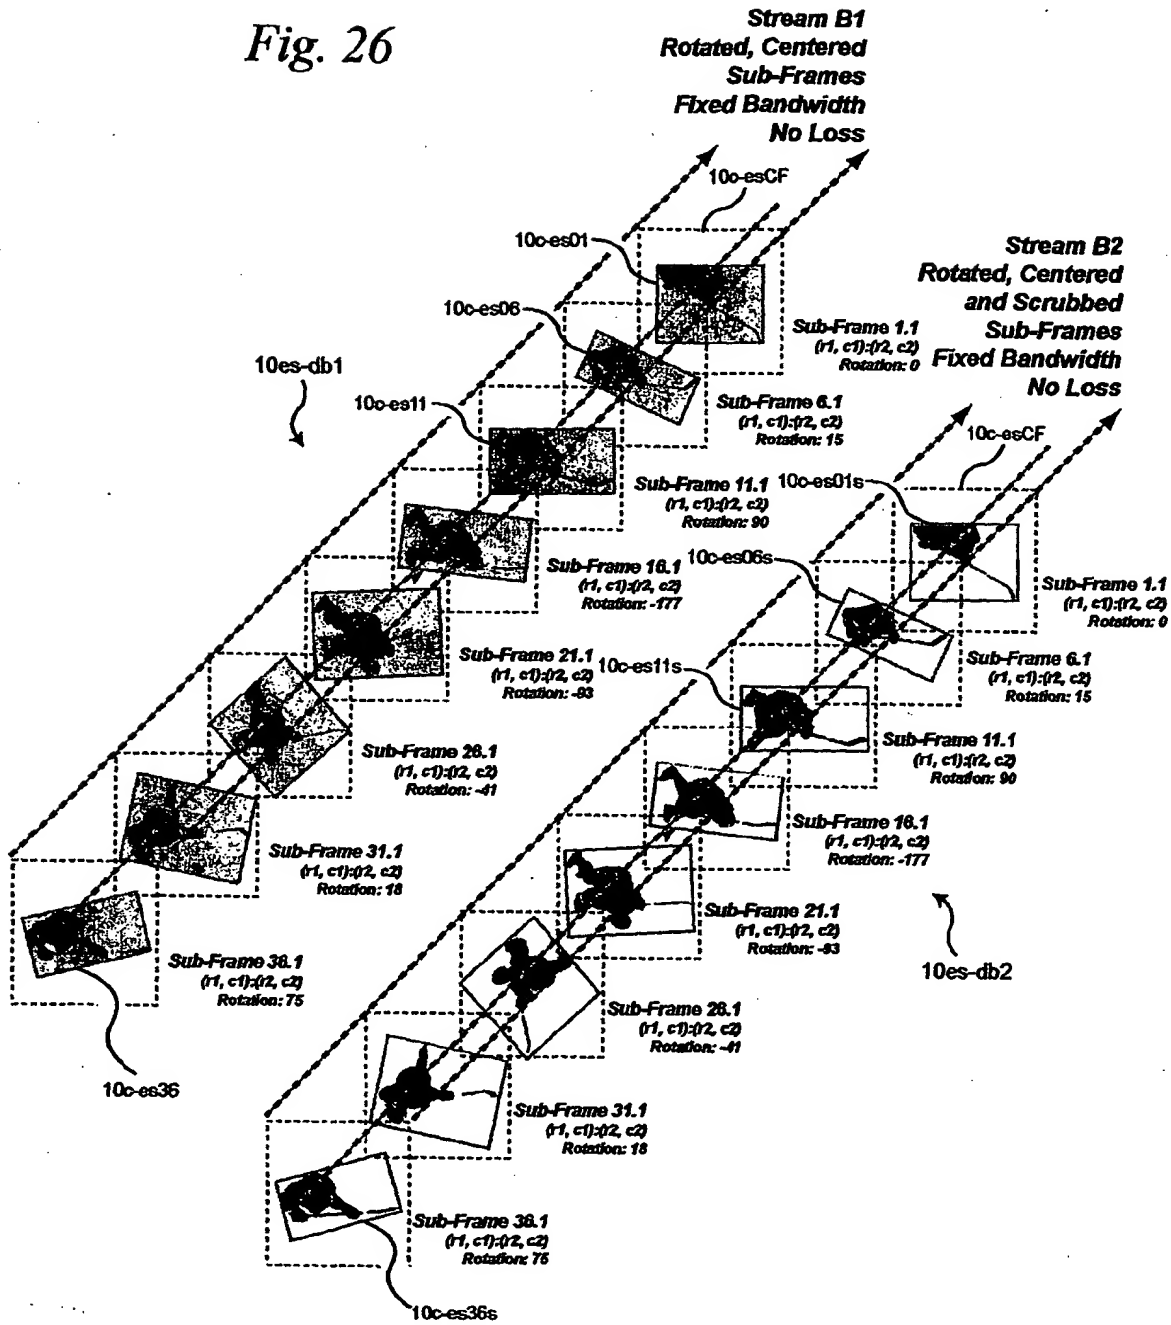 Fig. 26
Stream B1
Rotated, Centered
Sub-Frames
Fixed Bandwidth
No Loss
10c-esCF
10c-es01
10c-es06
10es-db1
10c-es11
Sub-Frame 1.1
(r1, c1):(r2, c2)
Rotation: 0
Sub-Frame 6.1
(r1, c1):(r2, c2)
Rotation: 15
Sub-Frame 11.1
(r1, c1):(r2, c2)
Rotation: 90
Sub-Frame 16.1
(r1, c1):(r2, c2)
Rotation: -177
Sub-Frame 21.1
(r1, c1):(r2, c2)
Rotation: -93
Sub-Frame 26.1
(r1, c1):(r2, c2)
Rotation: -41
Sub-Frame 31.1
(r1, c1):(r2, c2)
Rotation: 18
Sub-Frame 36.1
(r1, c1):(r2, c2)
Rotation: 75
10c-es36
Stream B2
Rotated, Centered
and Scrubbed
Sub-Frames
Fixed Bandwidth
No Loss
10c-esCF
10c-es01s
10c-es06s
10c-es11s
Sub-Frame 1.1
(r1, c1):(r2, c2)
Rotation: 0
Sub-Frame 6.1
(r1, c1):(r2, c2)
Rotation: 15
Sub-Frame 11.1
(r1, c1):(r2, c2)
Rotation: 90
Sub-Frame 16.1
(r1, c1):(r2, c2)
Rotation: -177
Sub-Frame 21.1
(r1, c1):(r2, c2)
Rotation: -93
10es-db2
Sub-Frame 26.1
(r1, c1):(r2, c2)
Rotation: -41
Sub-Frame 31.1
(r1, c1):(r2, c2)
Rotation: 18
Sub-Frame 36.1
(r1, c1):(r2, c2)
Rotation: 75
10c-es36s